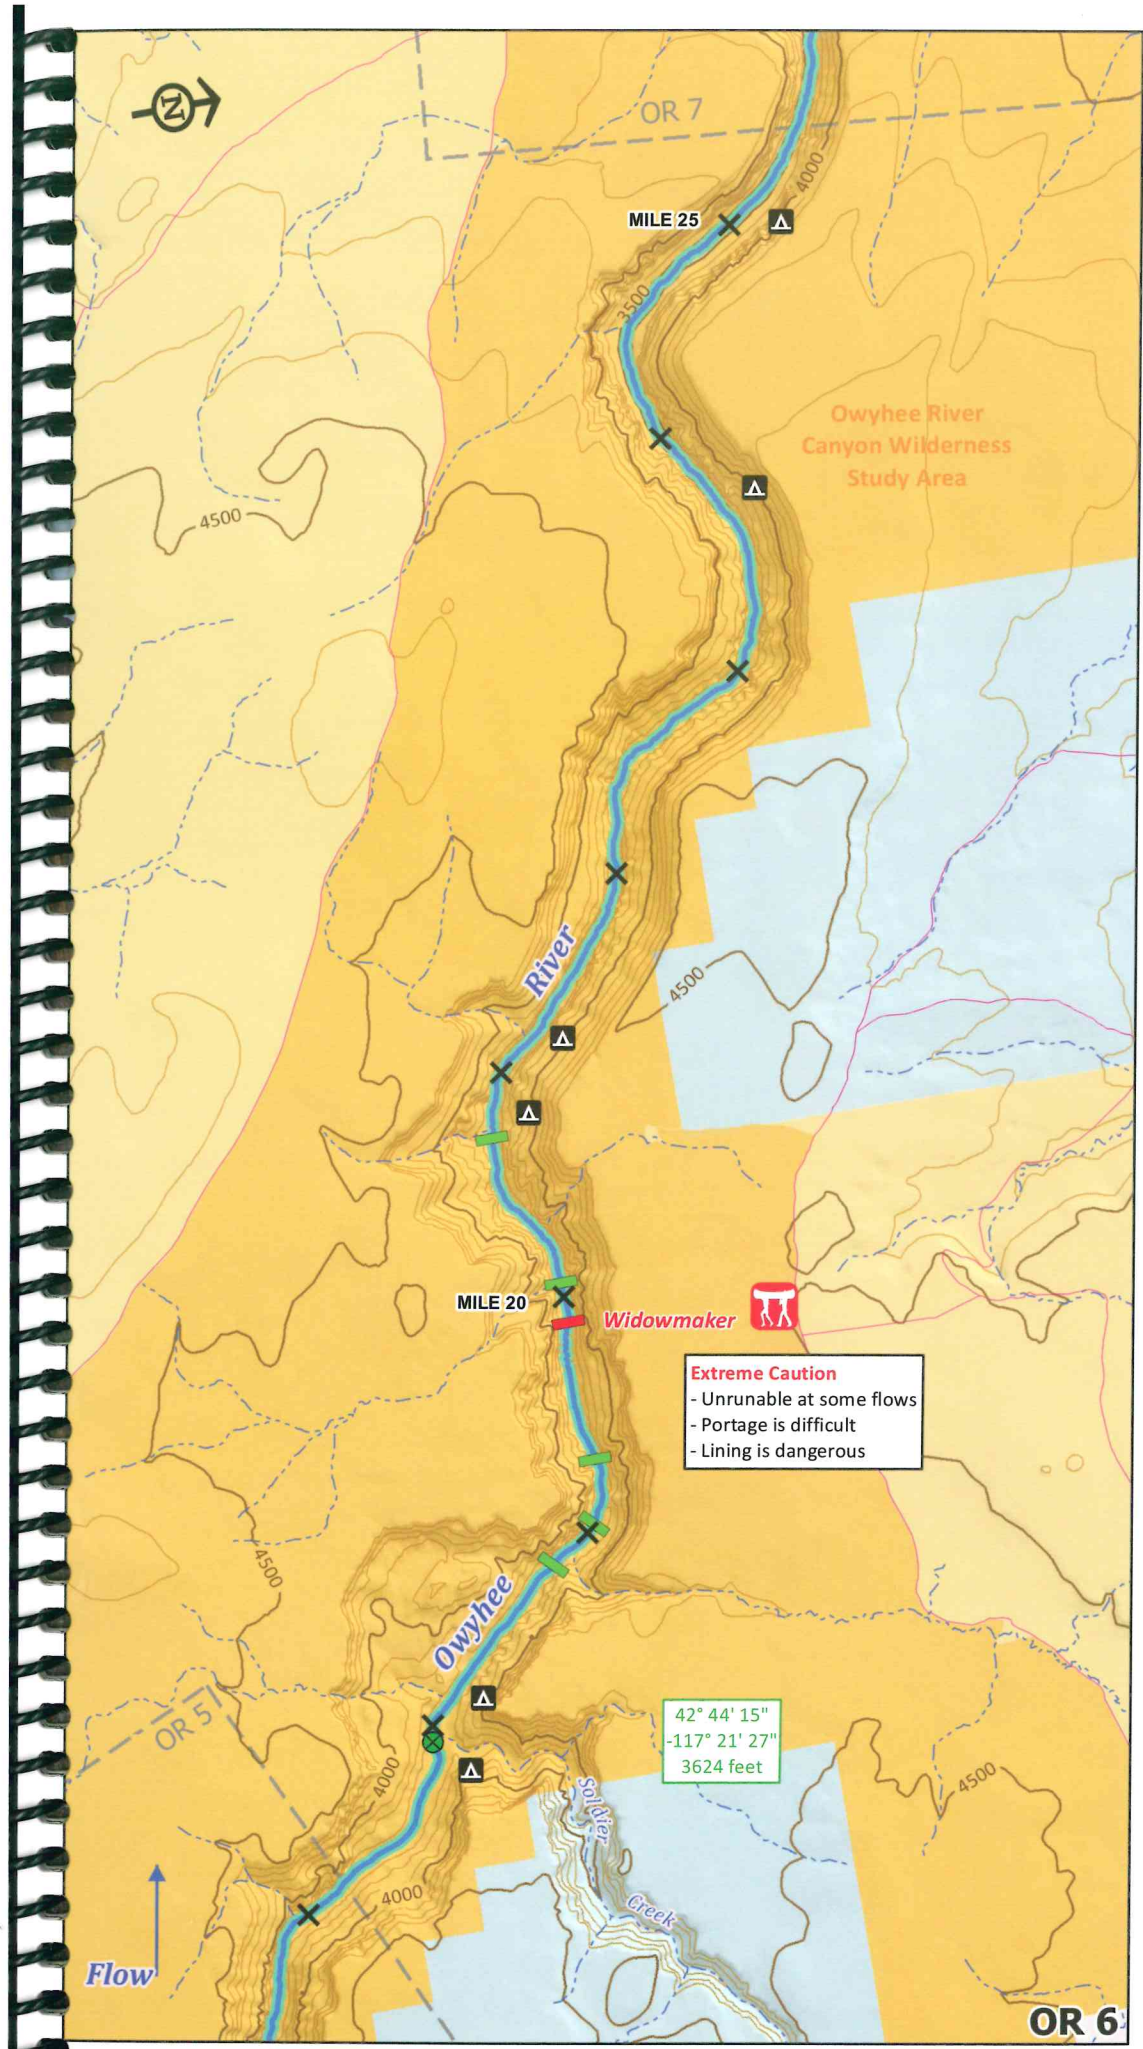 N
OR 7
4000
MILE 25
3500
Owyhee River
Canyon Wilderness
Study Area
4500
River
4500
MILE 20
Widowmaker
Extreme Caution
- Unrunable at some flows
- Portage is difficult
- Lining is dangerous
4500
Owyhee
OR 5
42° 44' 15"
-117° 21' 27"
3624 feet
4000
4500
Soldier
Creek
4000
Flow
OR 6